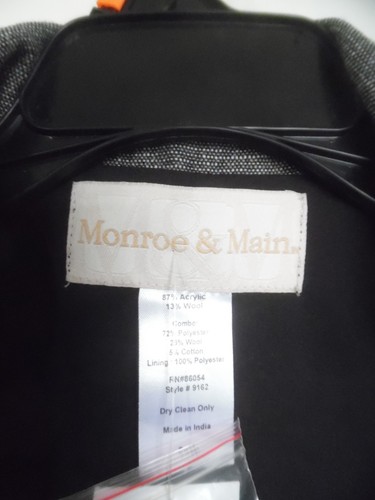 Monroe & Main
87% Acrylic
13% Wool
Combo
72% Polyester
23% Wool
5% Cotton
Lining: 100% Polyester
RN#86054
Style # 9162
Dry Clean Only
Made in India